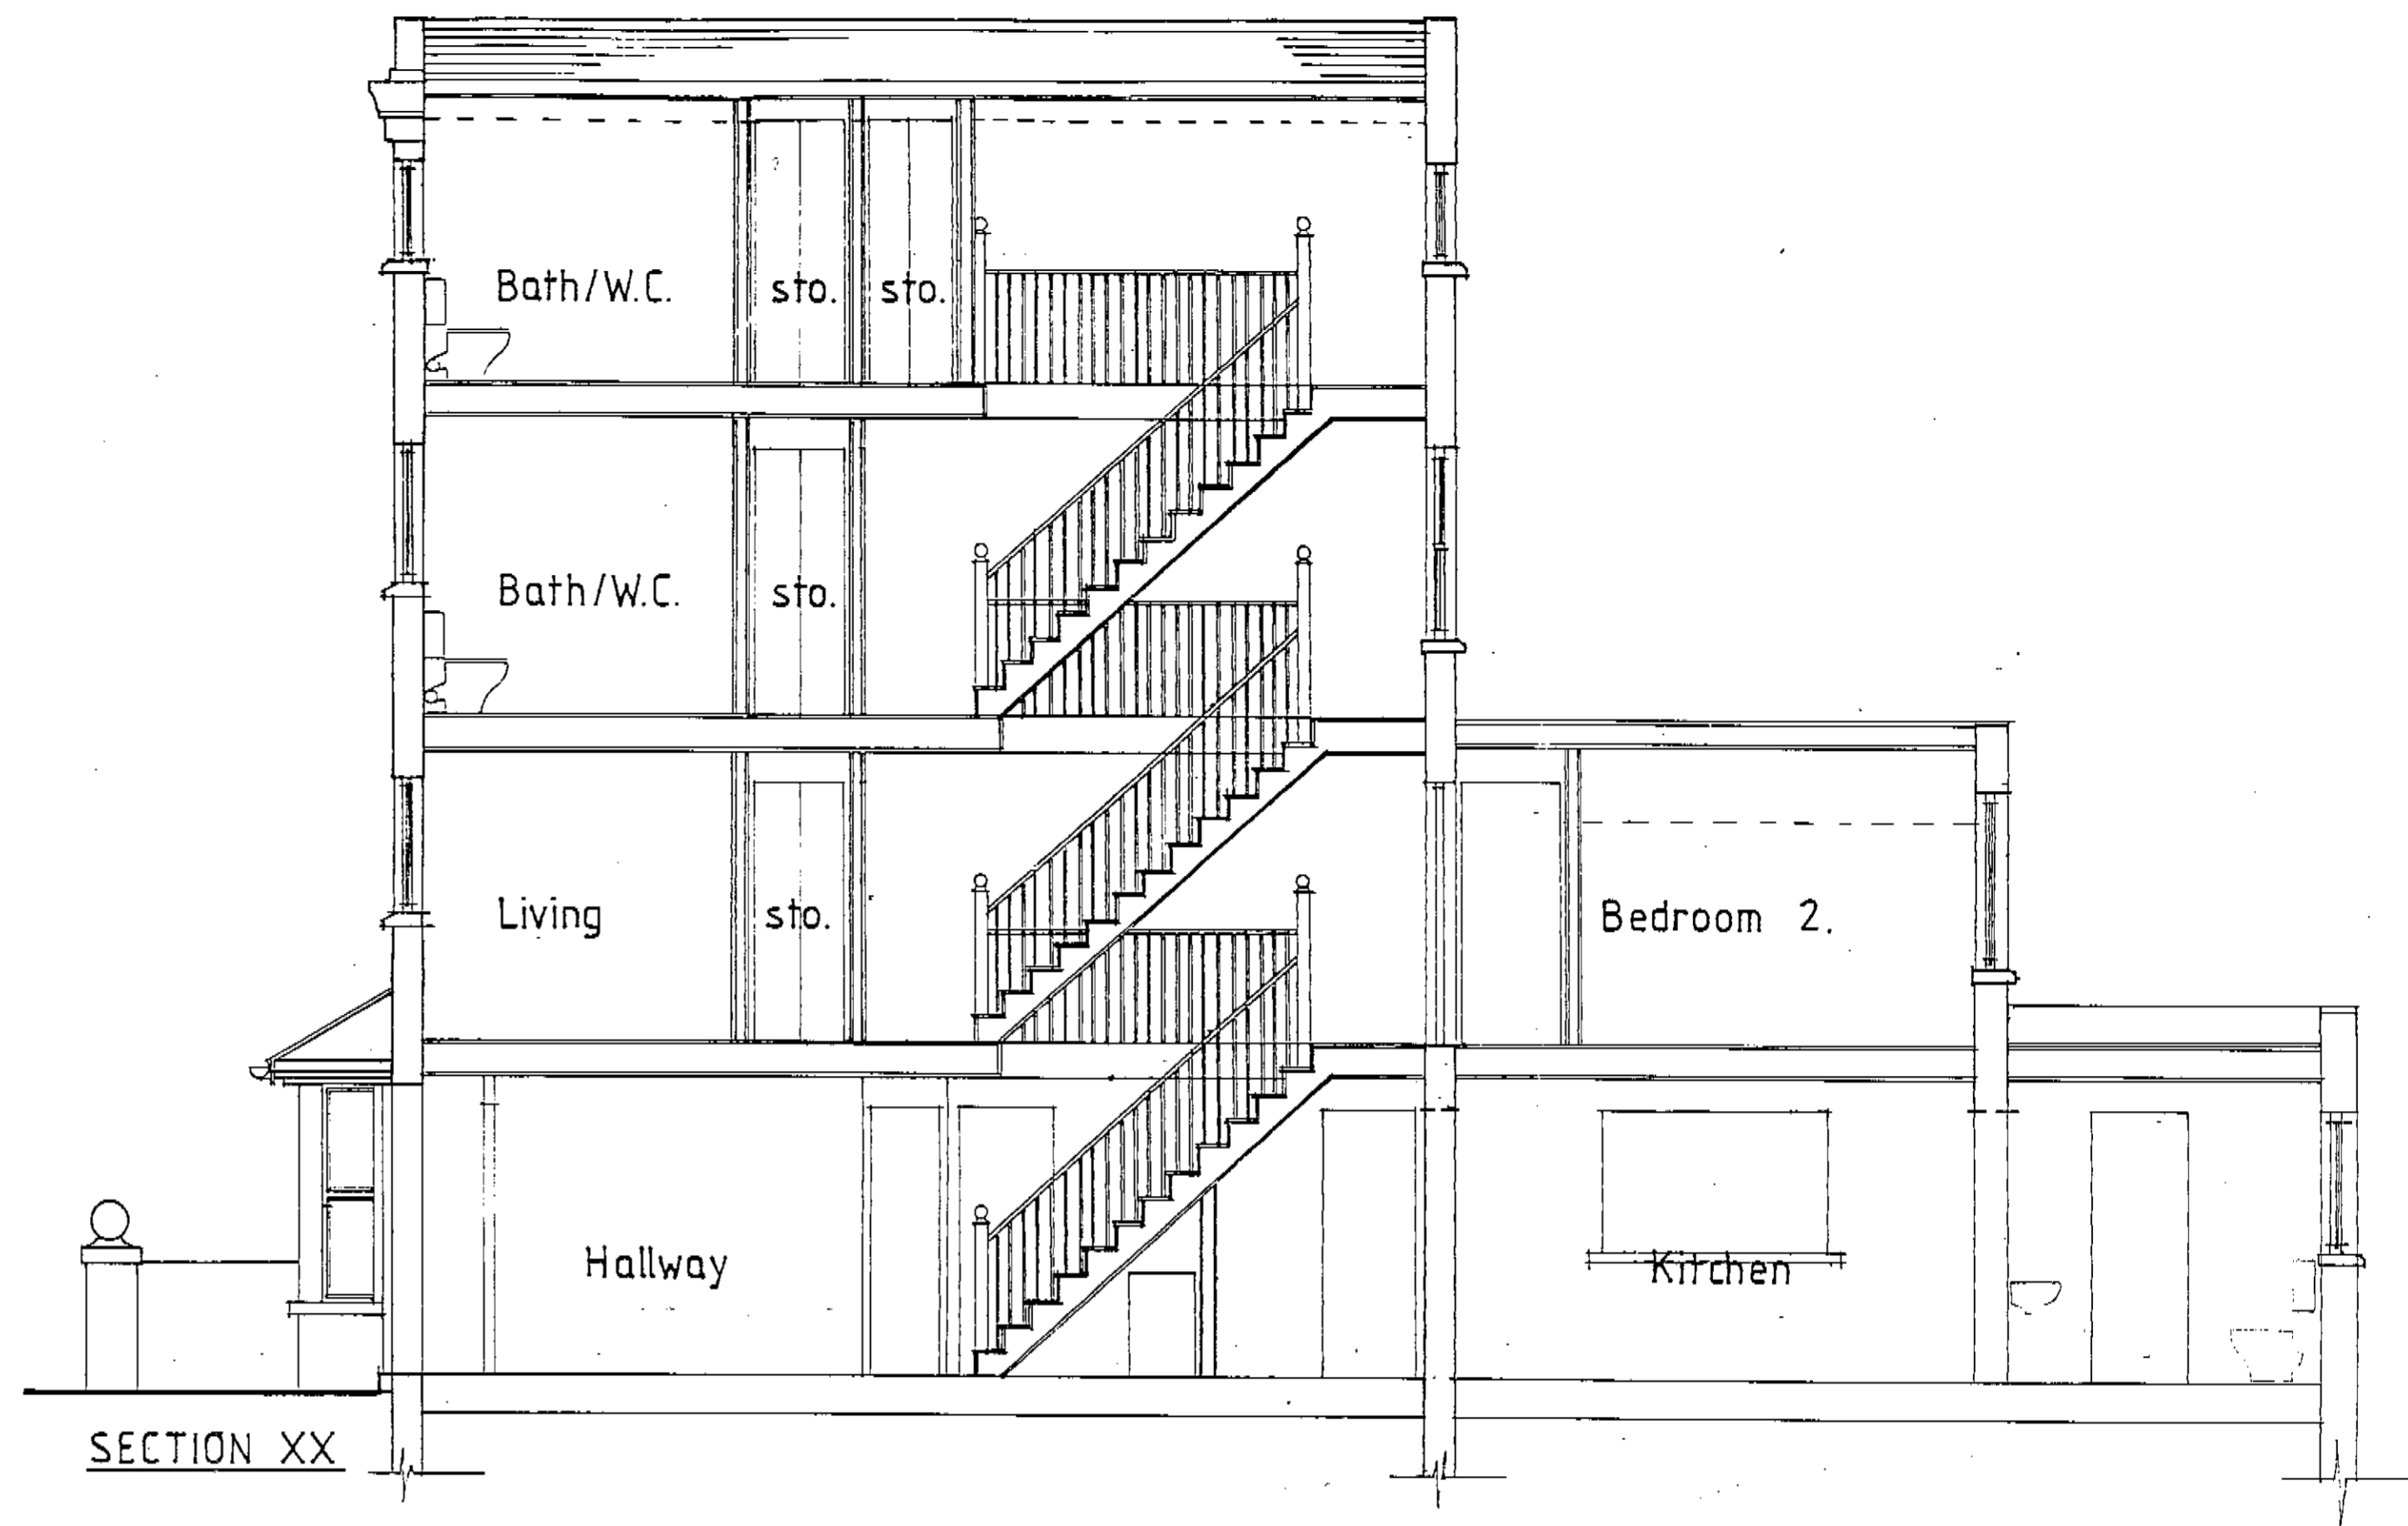 Bath/W.C. sto. sto.
Bath/W.C. sto.
Living sto. Bedroom 2.
Hallway Kitchen
SECTION XX